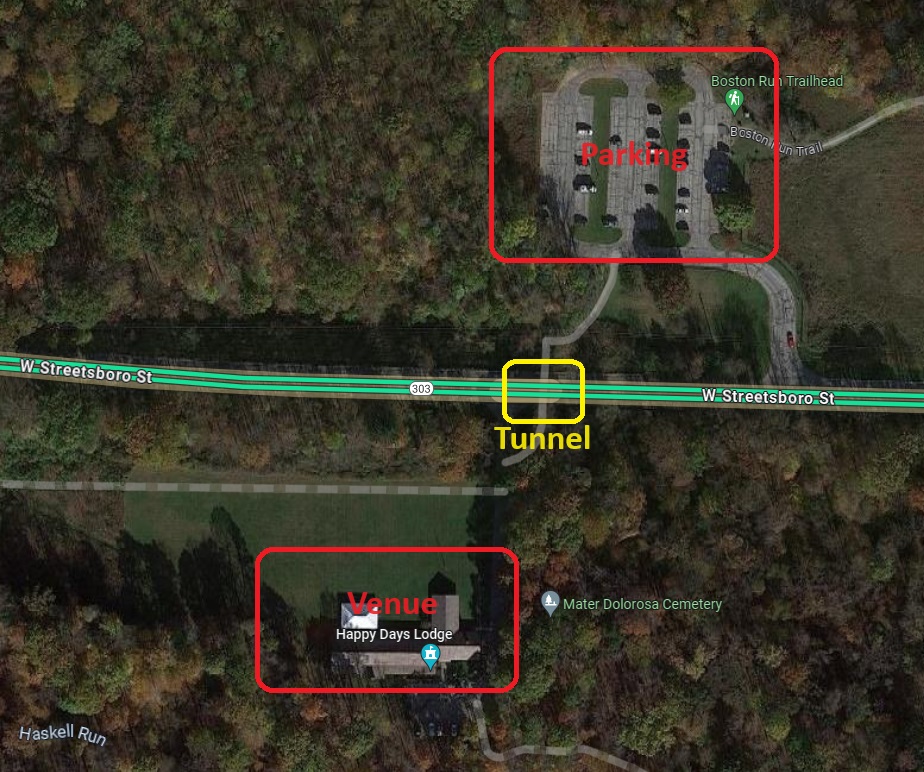 Boston Run Trailhead
Parking
Boston Run Trail
W Streetsboro St
303
W Streetsboro St
Tunnel
Venue
Mater Dolorosa Cemetery
Happy Days Lodge
Haskell Run